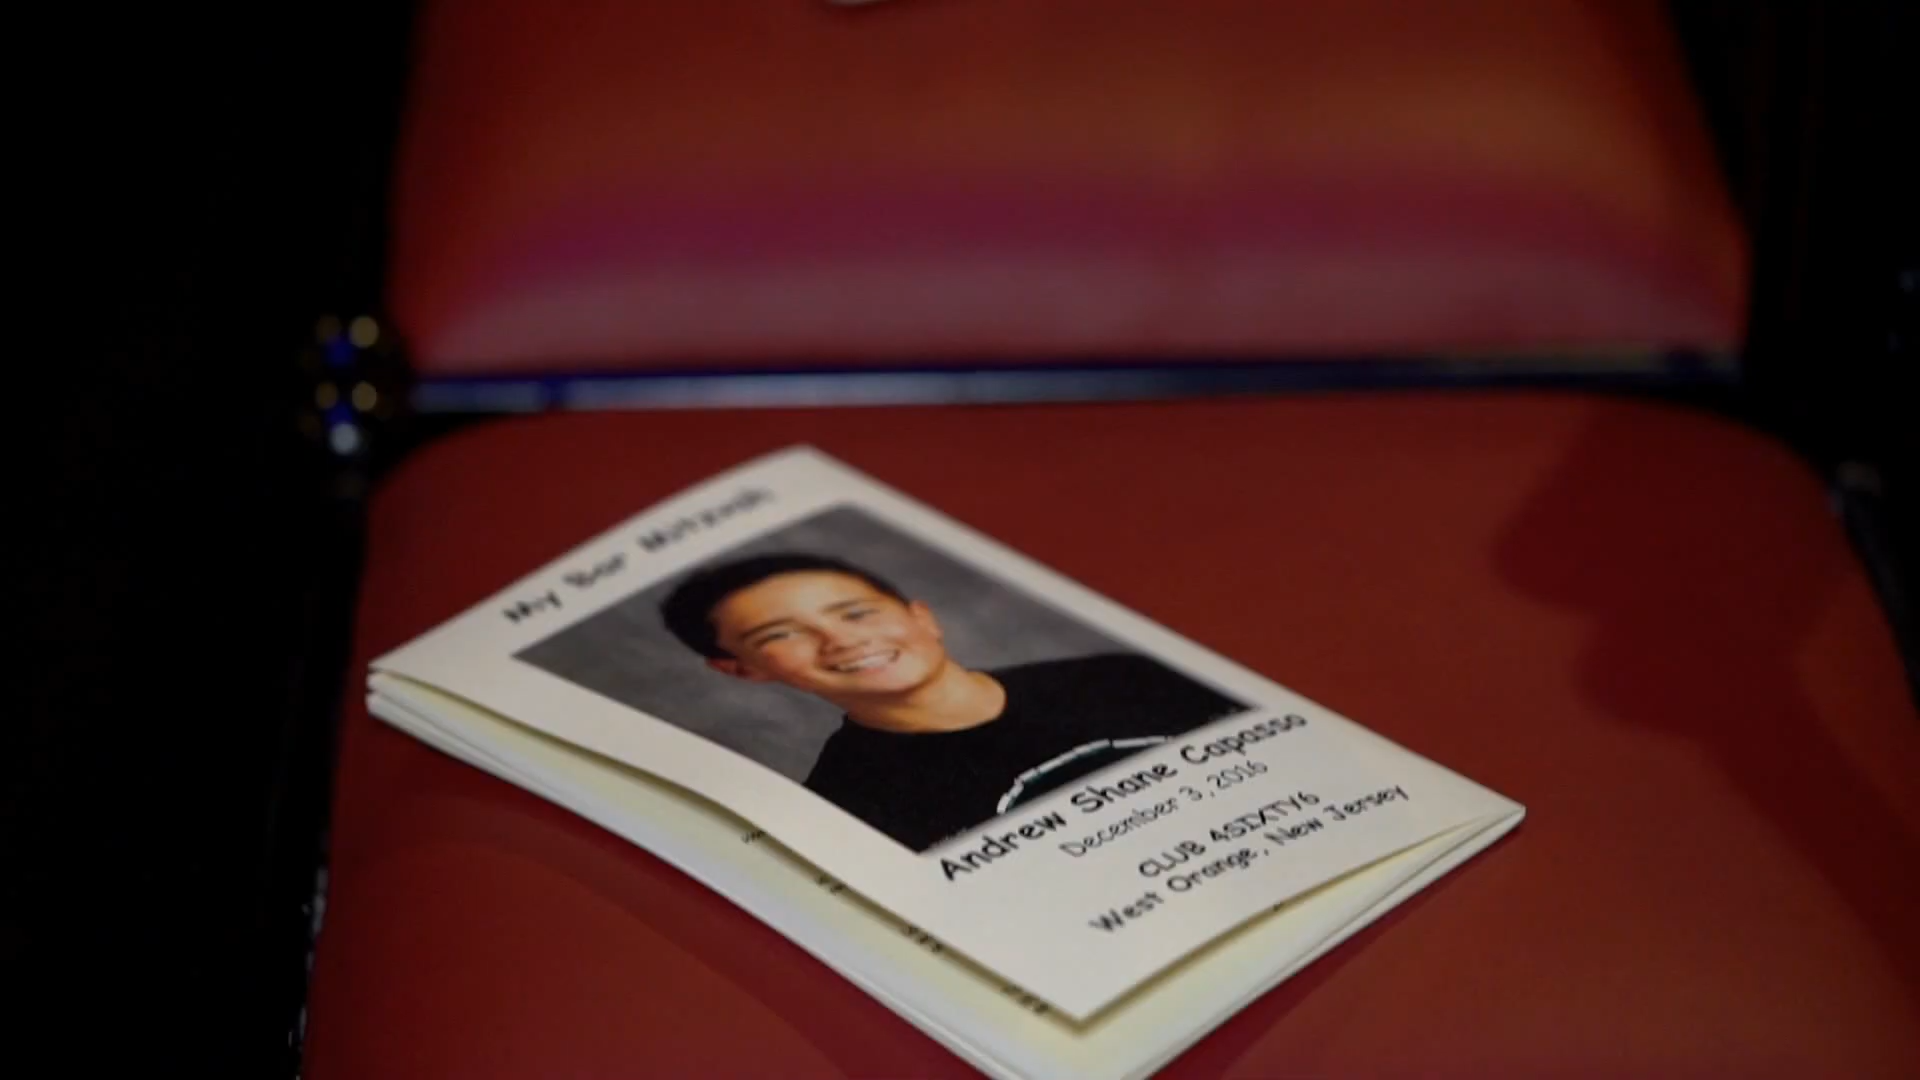 My Bar Mitzvah
Andrew Shane Capasso
December 3, 2016
CLUB 4SIXTY6
West Orange, New Jersey